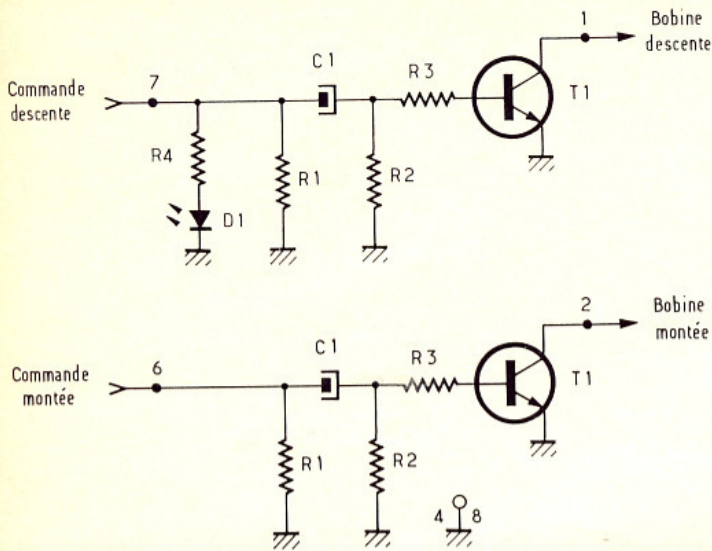 1
Bobine
descente
Commande
descente
7
C1
R3
T1
R4
R1
R2
D1
2
Bobine
montée
Commande
montée
6
C1
R3
T1
R1
R2
4 8